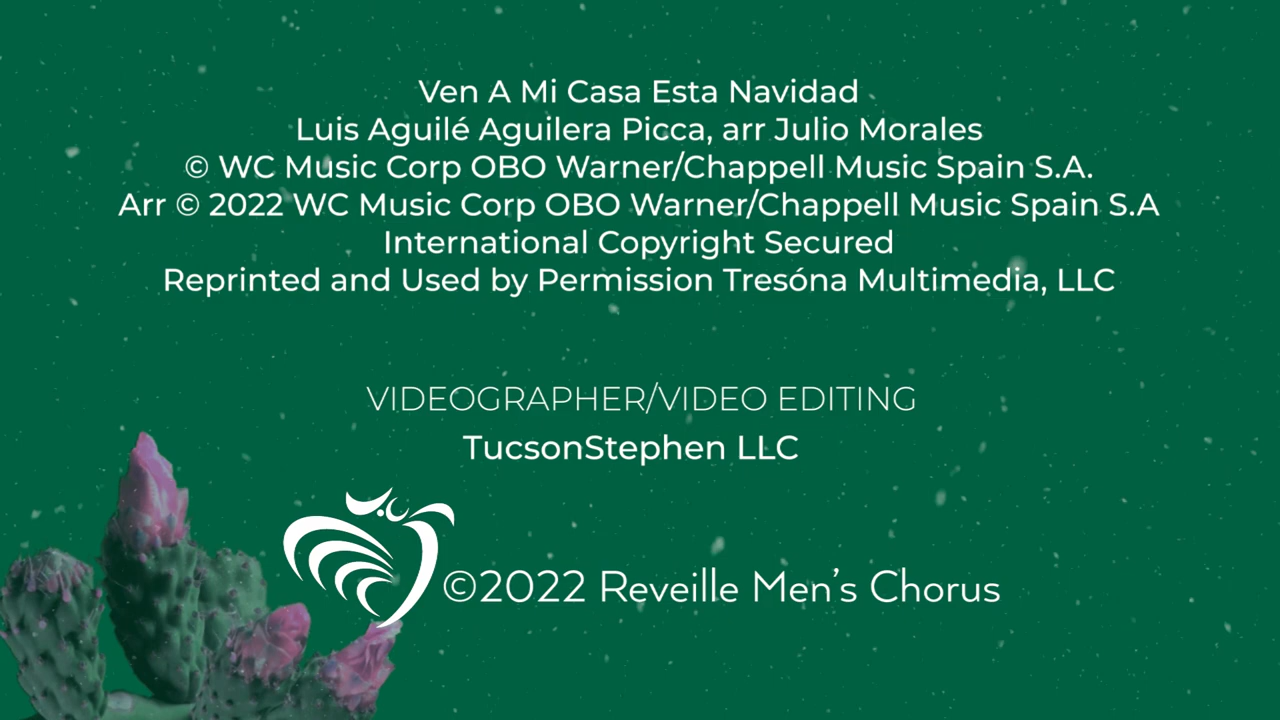 Ven A Mi Casa Esta Navidad
Luis Aguilé Aguilera Picca, arr Julio Morales
© WC Music Corp OBO Warner/Chappell Music Spain S.A.
Arr © 2022 WC Music Corp OBO Warner/Chappell Music Spain S.A
International Copyright Secured
Reprinted and Used by Permission Tresóna Multimedia, LLC
VIDEOGRAPHER/VIDEO EDITING
TucsonStephen LLC
©2022 Reveille Men's Chorus